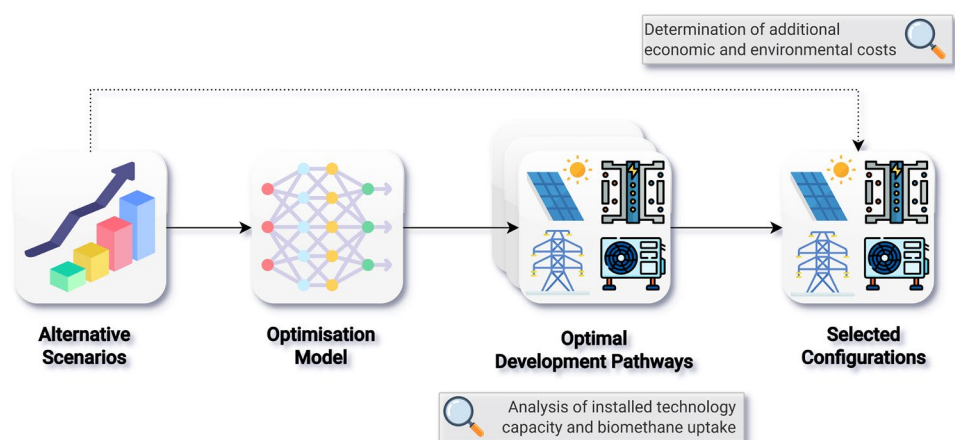 Determination of additional
economic and environmental costs
Alternative
Scenarios
Optimisation
Model
Optimal
Development Pathways
Selected
Configurations
Analysis of installed technology
capacity and biomethane uptake